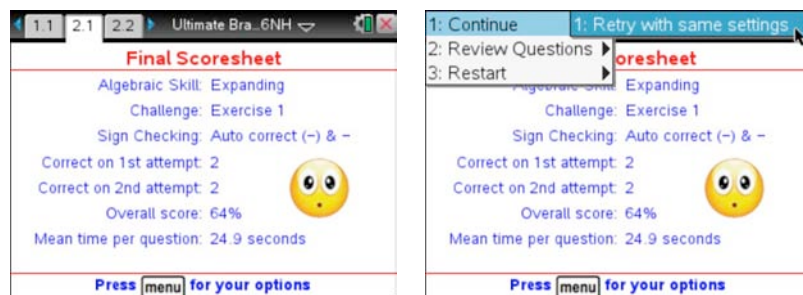 1.1 2.1 2.2 Ultimate Bra...6NH
Final Scoresheet
Algebraic Skill: Expanding
Challenge: Exercise 1
Sign Checking: Auto correct (−) & −
Correct on 1st attempt: 2
Correct on 2nd attempt: 2
Overall score: 64%
Mean time per question: 24.9 seconds
Press menu for your options
1: Continue 1: Retry with same settings
2: Review Questions
3: Restart
oresheet
Expanding
Challenge: Exercise 1
Sign Checking: Auto correct (−) & −
Correct on 1st attempt: 2
Correct on 2nd attempt: 2
Overall score: 64%
Mean time per question: 24.9 seconds
Press menu for your options